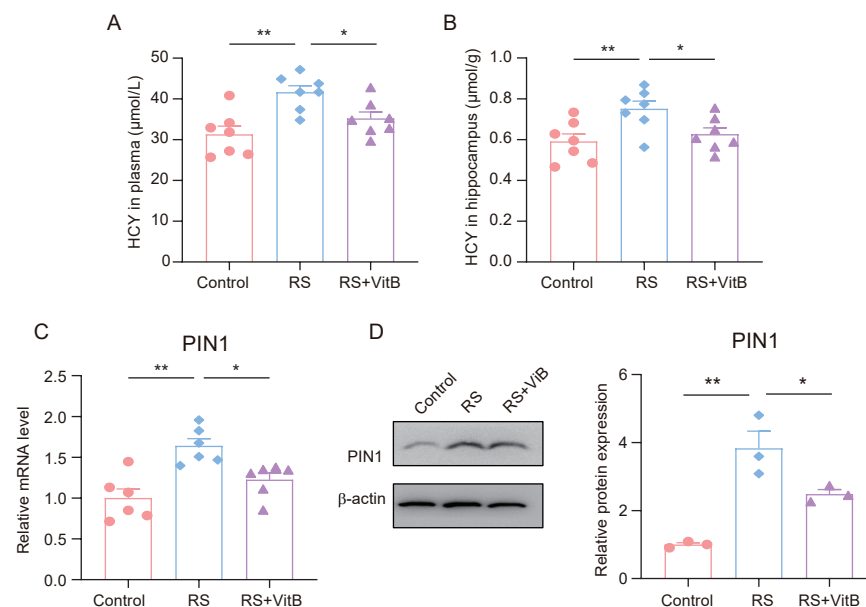 A
** *
HCY in plasma (μmol/L)
50
40
30
20
10
0
Control RS RS+VitB
B
** *
HCY in hippocampus (μmol/g)
1.0
0.8
0.6
0.4
0.2
0.0
Control RS RS+VitB
C
PIN1
** *
Relative mRNA level
2.5
2.0
1.5
1.0
0.5
0.0
Control RS RS+VitB
D
Control RS RS+ViB
PIN1
β-actin
PIN1
** *
Relative protein expression
6
4
2
0
Control RS RS+VitB